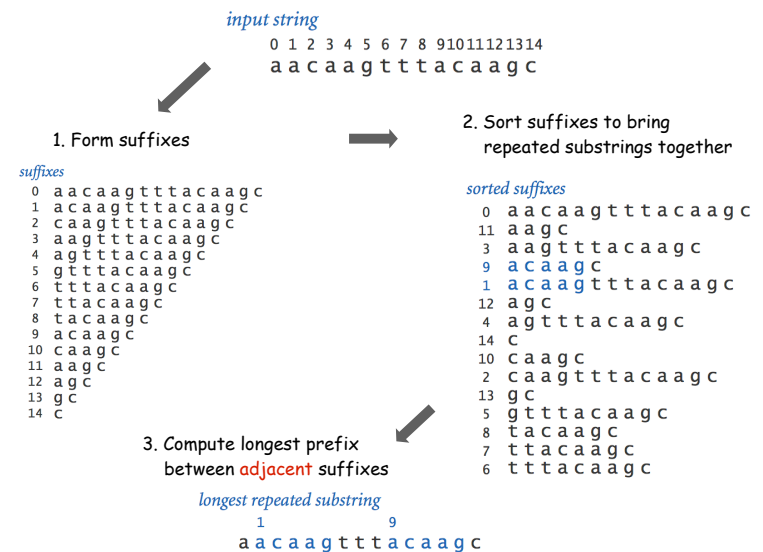 input string
0 1 2 3 4 5 6 7 8 9 10 11 12 13 14
a a c a a g t t t a c a a g c
1. Form suffixes
suffixes
0 a a c a a g t t t a c a a g c
1 a c a a g t t t a c a a g c
2 c a a g t t t a c a a g c
3 a a g t t t a c a a g c
4 a g t t t a c a a g c
5 g t t t a c a a g c
6 t t t a c a a g c
7 t t a c a a g c
8 t a c a a g c
9 a c a a g c
10 c a a g c
11 a a g c
12 a g c
13 g c
14 c
2. Sort suffixes to bring
repeated substrings together
sorted suffixes
0 a a c a a g t t t a c a a g c
11 a a g c
3 a a g t t t a c a a g c
9 a c a a g c
1 a c a a g t t t a c a a g c
12 a g c
4 a g t t t a c a a g c
14 c
10 c a a g c
2 c a a g t t t a c a a g c
13 g c
5 g t t t a c a a g c
8 t a c a a g c
7 t t a c a a g c
6 t t t a c a a g c
3. Compute longest prefix
between adjacent suffixes
longest repeated substring
1 9
a a c a a g t t t a c a a g c